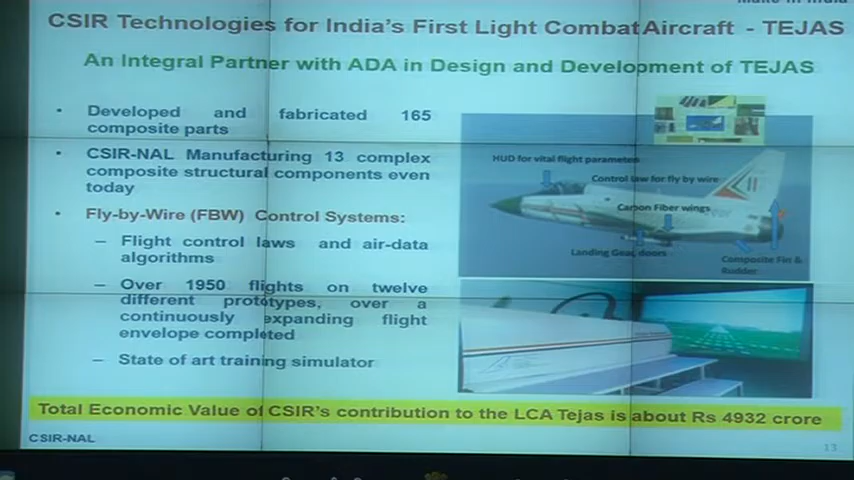 CSIR Technologies for India's First Light Combat Aircraft - TEJAS
An Integral Partner with ADA in Design and Development of TEJAS
• Developed and fabricated 165
composite parts
• CSIR-NAL Manufacturing 13 complex
composite structural components even
today
• Fly-by-Wire (FBW) Control Systems:
– Flight control laws and air-data
algorithms
– Over 1950 flights on twelve
different prototypes, over a
continuously expanding flight
envelope completed
– State of art training simulator
HUD for vital flight parameters
Control law for fly by wire
Carbon Fiber wings
Landing Gear doors
Composite Fin &
Rudder
Total Economic Value of CSIR's contribution to the LCA Tejas is about Rs 4932 crore
CSIR-NAL
13